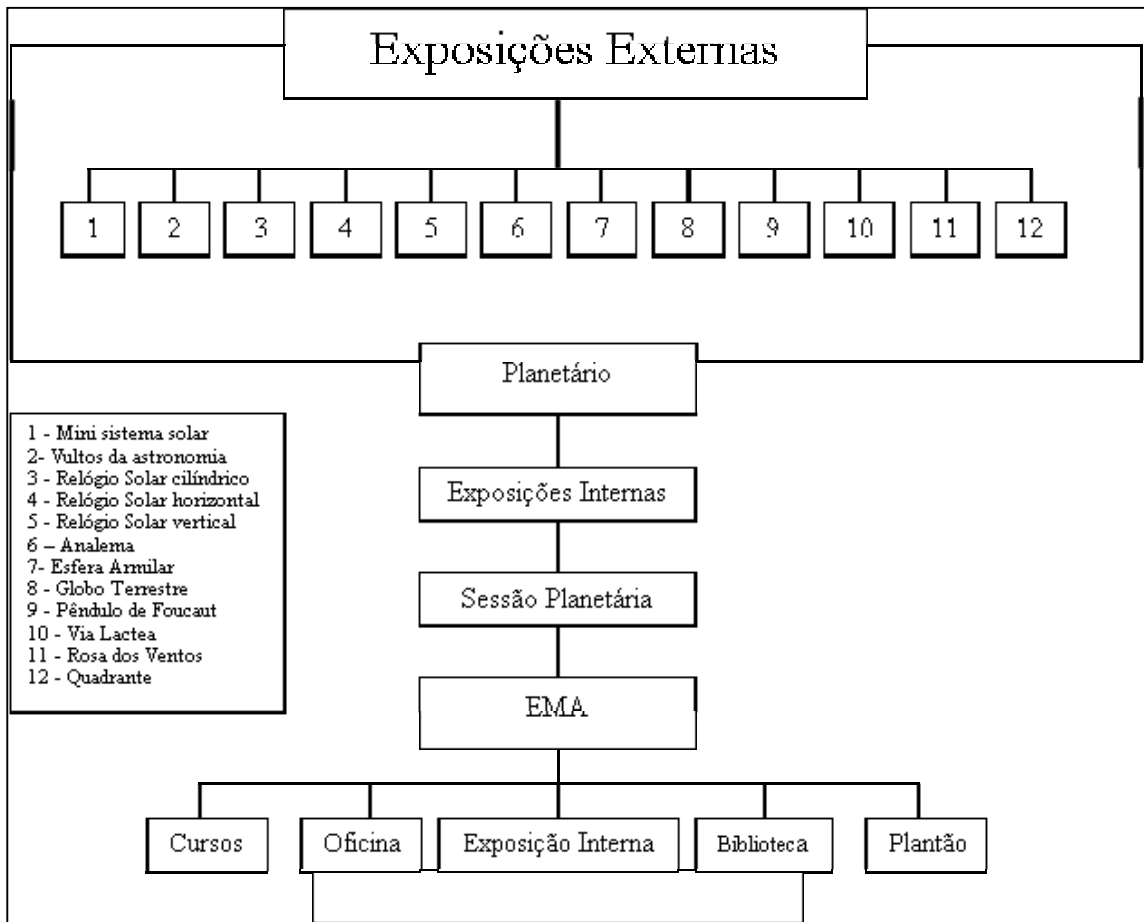 Exposições Externas
1 2 3 4 5 6 7 8 9 10 11 12
Planetário
1 - Mini sistema solar
2- Vultos da astronomia
3 - Relógio Solar cilíndrico
4 - Relógio Solar horizontal
5 - Relógio Solar vertical
6 – Analema
7- Esfera Armilar
8 - Globo Terrestre
9 - Pêndulo de Foucaut
10 - Via Lactea
11 - Rosa dos Ventos
12 - Quadrante
Exposições Internas
Sessão Planetária
EMA
Cursos Oficina Exposição Interna Biblioteca Plantão